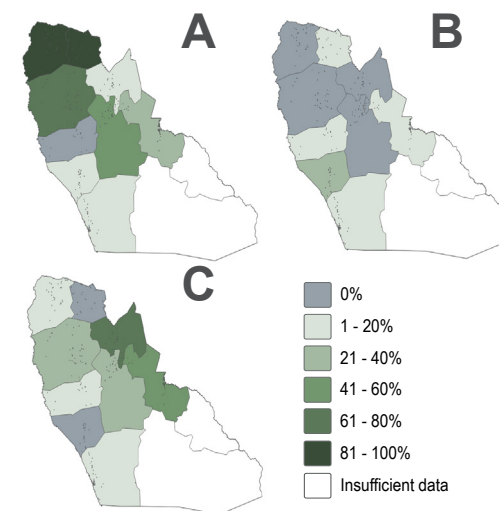 A
B
C
0%
1 - 20%
21 - 40%
41 - 60%
61 - 80%
81 - 100%
Insufficient data